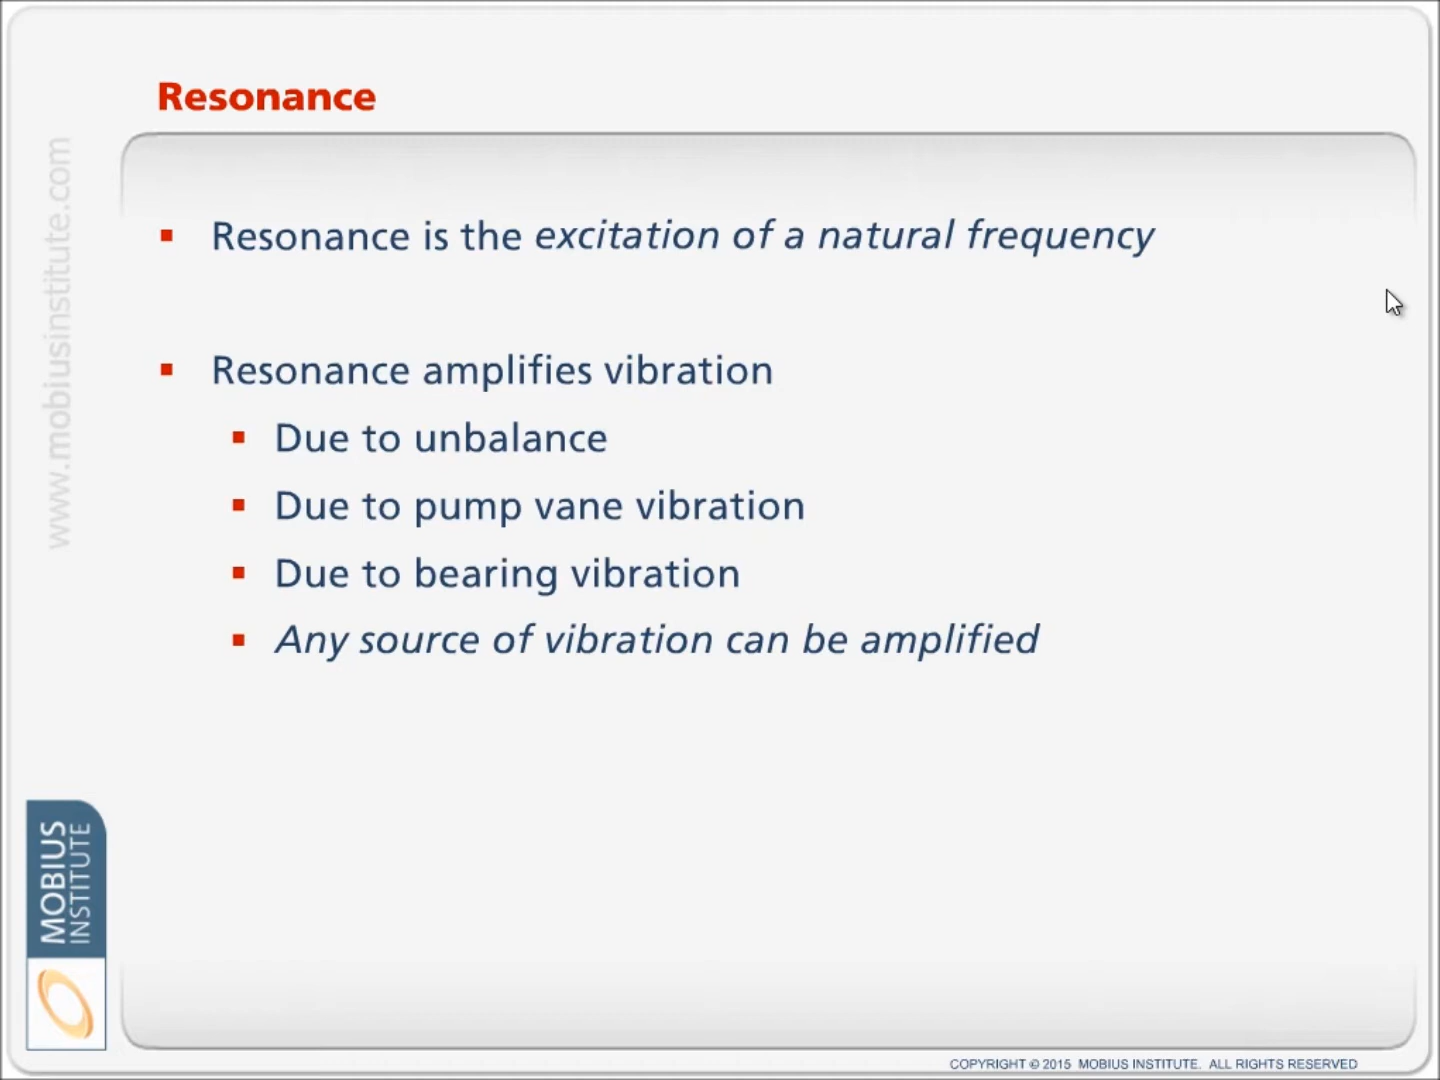 Resonance
www.mobiusinstitute.com
Resonance is the excitation of a natural frequency
Resonance amplifies vibration
Due to unbalance
Due to pump vane vibration
Due to bearing vibration
Any source of vibration can be amplified
MOBIUS
INSTITUTE
COPYRIGHT © 2015 MOBIUS INSTITUTE. ALL RIGHTS RESERVED